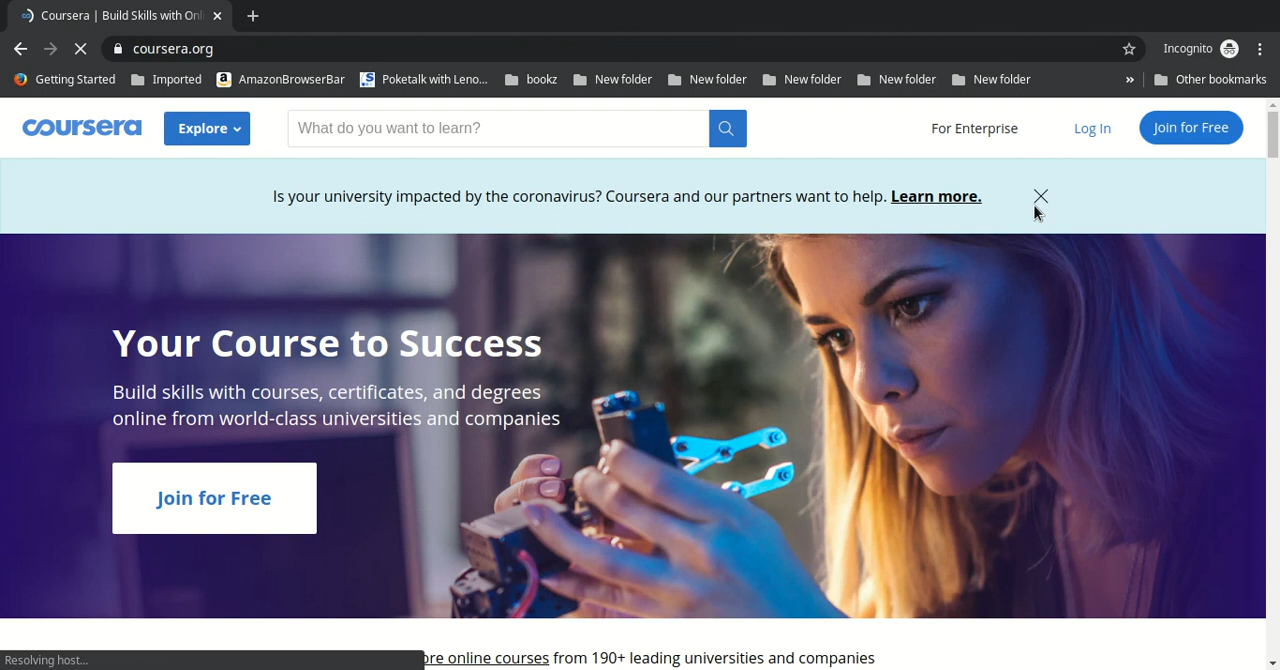 Coursera | Build Skills with Onl
coursera.org
Incognito
Getting Started
Imported
AmazonBrowserBar
Poketalk with Leno...
bookz
New folder
New folder
New folder
New folder
New folder
»
Other bookmarks
coursera
Explore
What do you want to learn?
For Enterprise
Log In
Join for Free
Is your university impacted by the coronavirus? Coursera and our partners want to help. Learn more.
Your Course to Success
Build skills with courses, certificates, and degrees
online from world-class universities and companies
Join for Free
online courses from 190+ leading universities and companies
Resolving host...